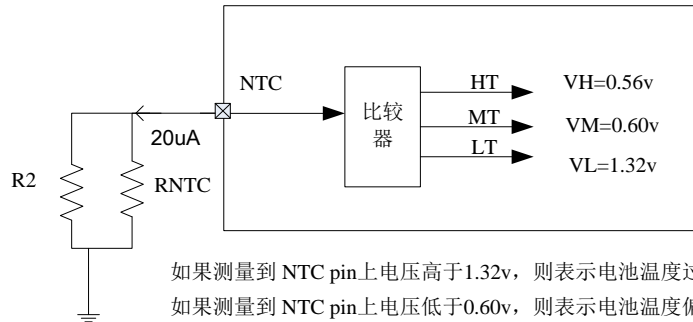 NTC
HT
VH=0.56v
比较
器
MT
VM=0.60v
20uA
LT
VL=1.32v
R2
RNTC
如果测量到 NTC pin上电压高于1.32v，则表示电池温度过
如果测量到 NTC pin上电压低于0.60v，则表示电池温度偏